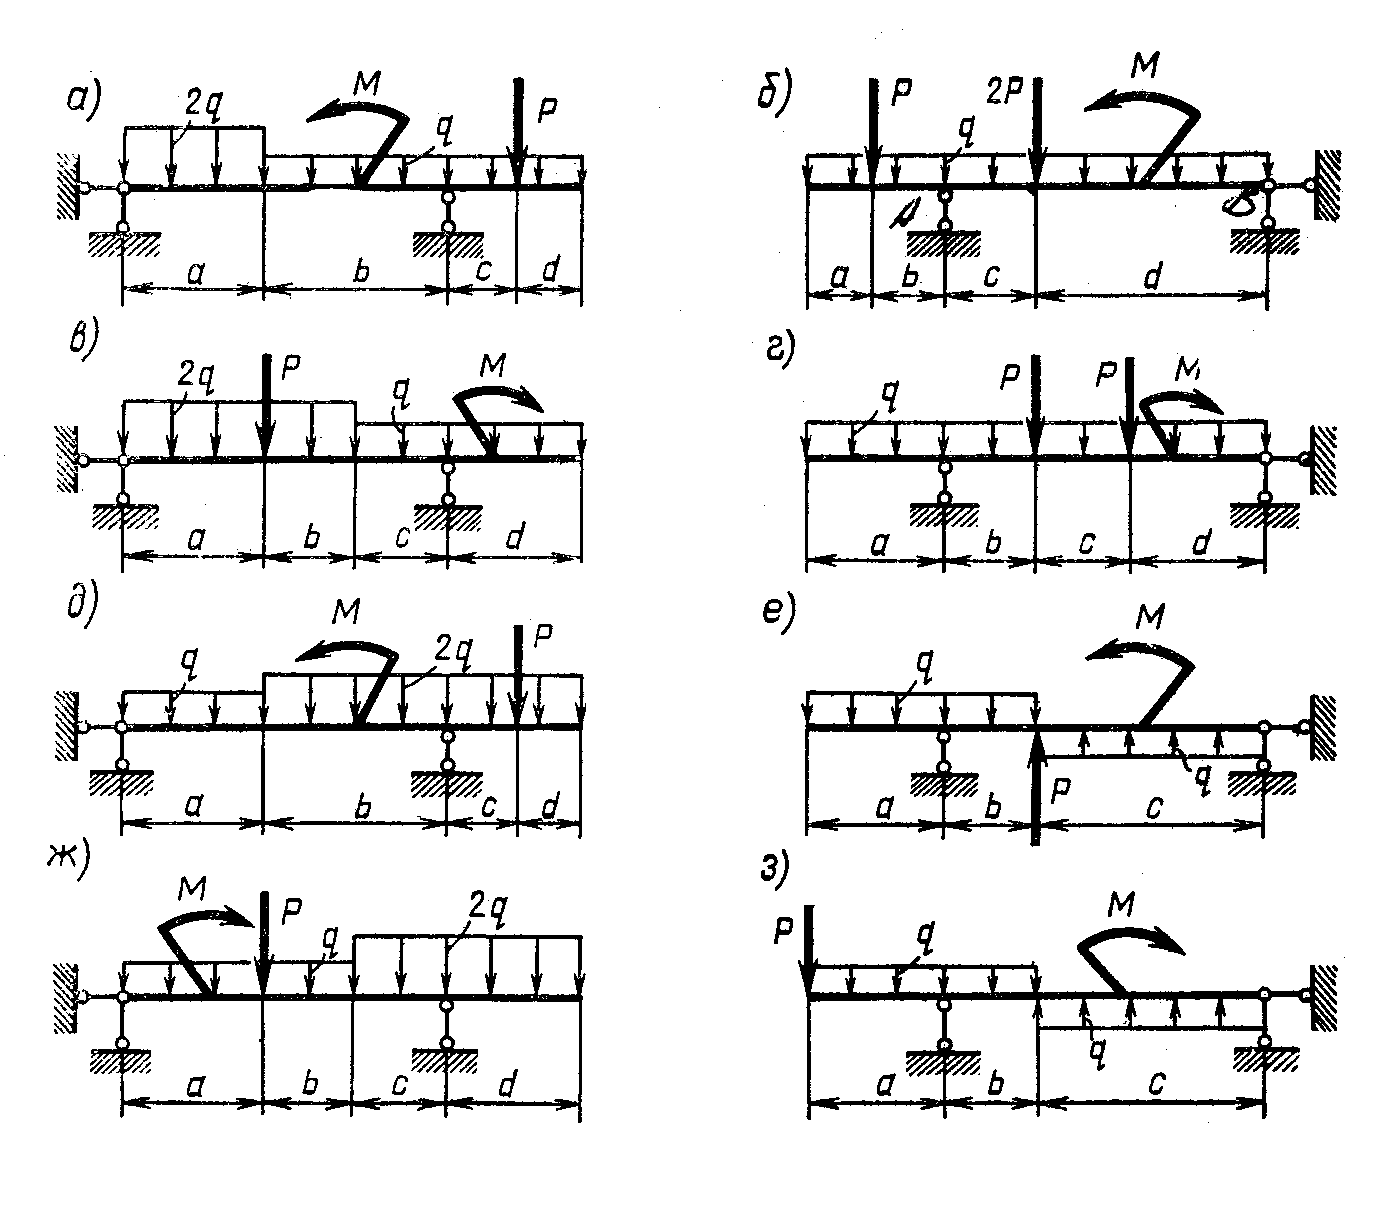 а) 2q M q P
a b c d
б) P 2P q M
A B
a b c d
в) 2q P q M
a b c d
г) q P P M
a b c d
д) q M 2q P
a b c d
е) q M
P q
a b c
ж) M P q 2q
a b c d
з) P q M
q
a b c